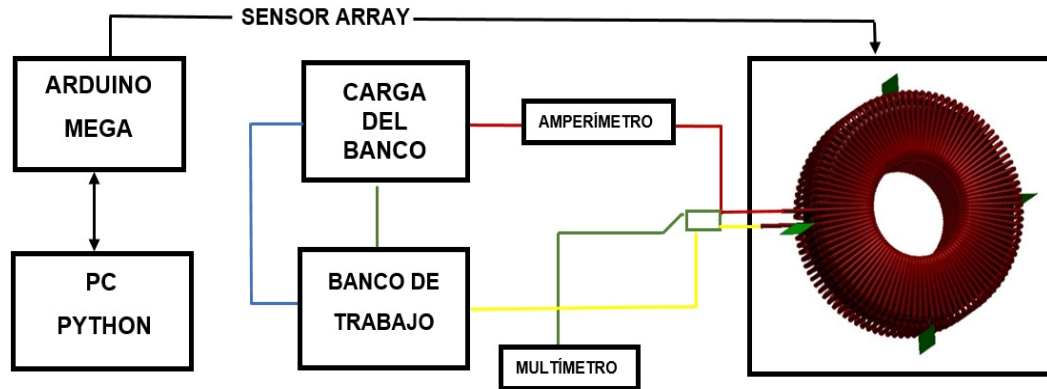 SENSOR ARRAY
ARDUINO
MEGA
CARGA
DEL
BANCO
AMPERÍMETRO
PC
PYTHON
BANCO DE
TRABAJO
MULTÍMETRO